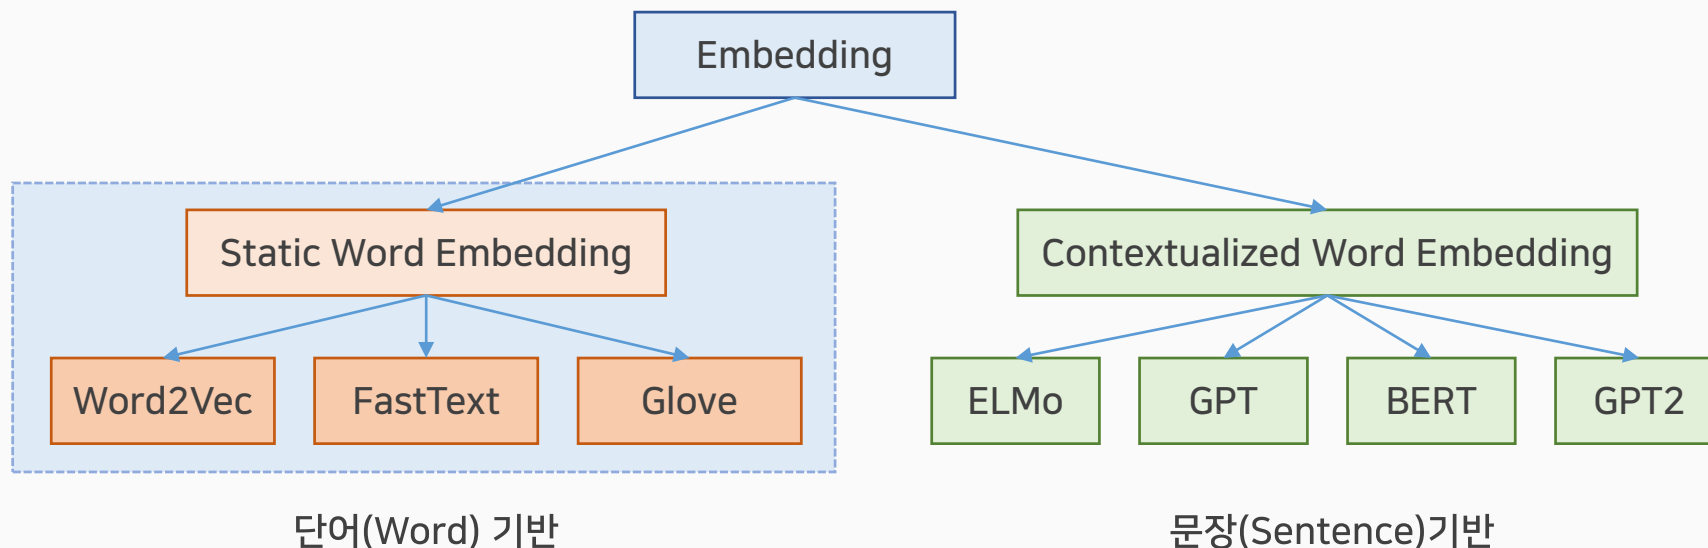 Embedding
Static Word Embedding
Contextualized Word Embedding
Word2Vec
FastText
Glove
ELMo
GPT
BERT
GPT2
단어(Word) 기반
문장(Sentence)기반